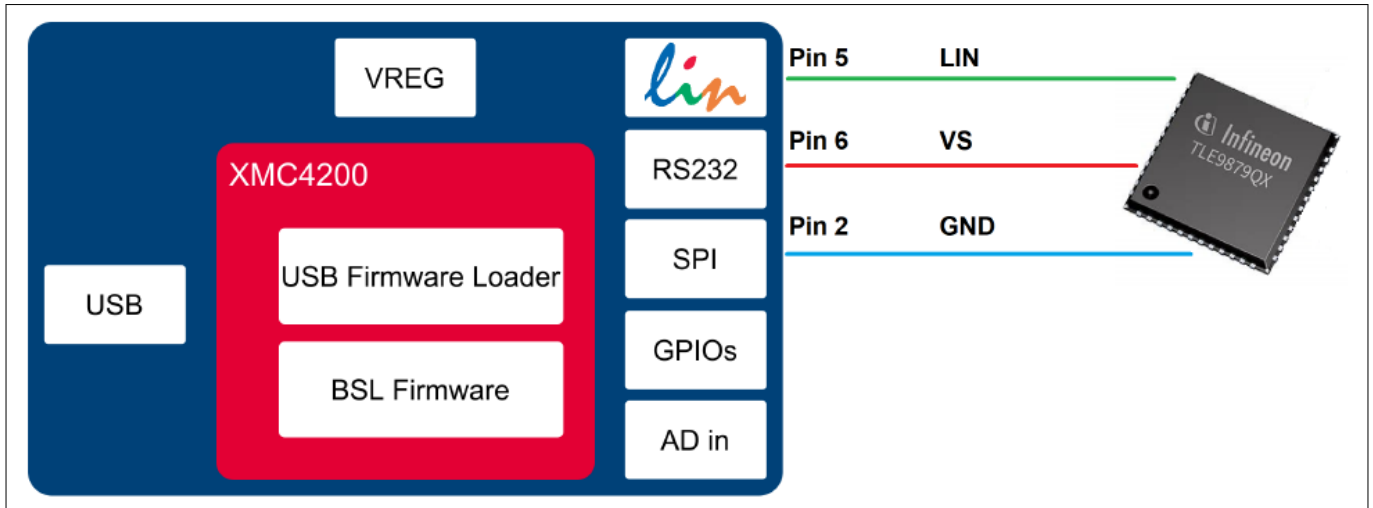 VREG
lin
XMC4200
USB Firmware Loader
BSL Firmware
USB
RS232
SPI
GPIOs
AD in
Pin 5 LIN
Pin 6 VS
Pin 2 GND
Infineon
TLE9879QX